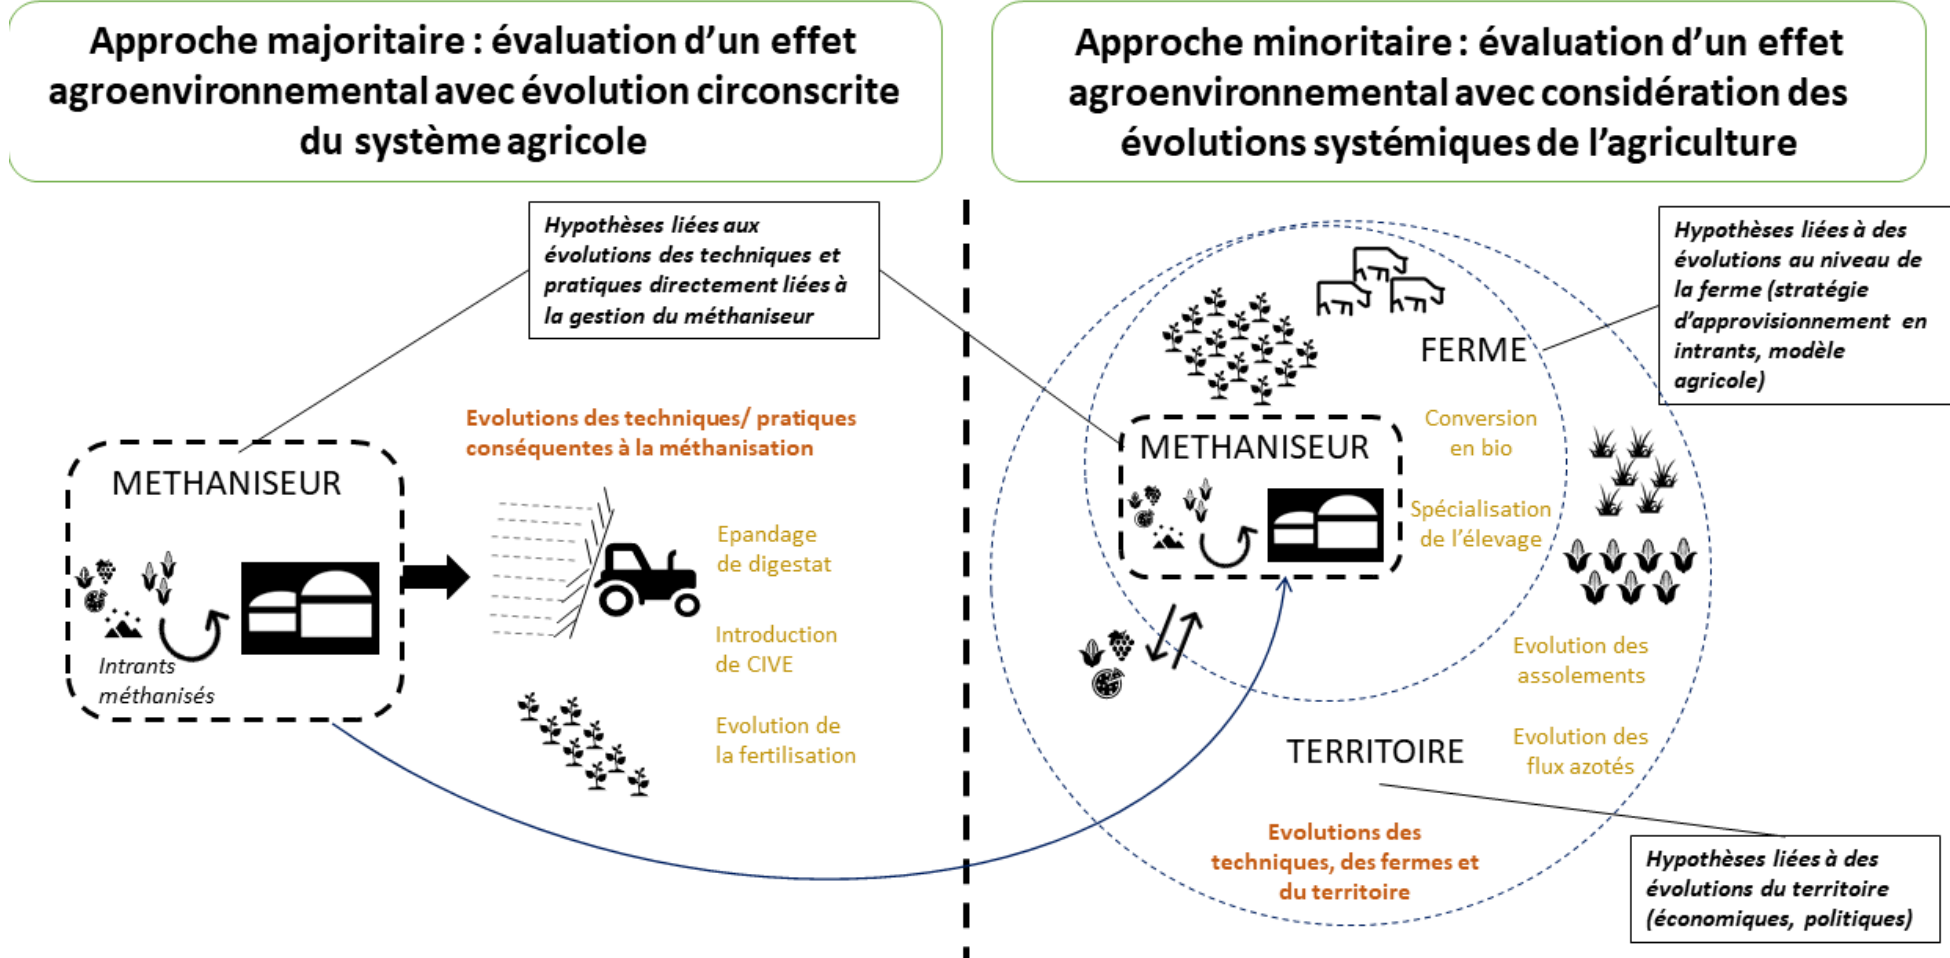 Approche majoritaire : évaluation d’un effet
agroenvironnemental avec évolution circonscrite
du système agricole
Approche minoritaire : évaluation d’un effet
agroenvironnemental avec considération des
évolutions systémiques de l’agriculture
Hypothèses liées aux
évolutions des techniques et
pratiques directement liées à
la gestion du méthaniseur
Evolutions des techniques/ pratiques
conséquentes à la méthanisation
METHANISEUR
Intrants
méthanisés
Epandage
de digestat
Introduction
de CIVE
Evolution de
la fertilisation
Hypothèses liées à des
évolutions au niveau de
la ferme (stratégie
d’approvisionnement en
intrants, modèle
agricole)
FERME
METHANISEUR
Conversion
en bio
Spécialisation
de l’élevage
Evolution des
assolements
TERRITOIRE
Evolution des
flux azotés
Evolutions des
techniques, des fermes et
du territoire
Hypothèses liées à des
évolutions du territoire
(économiques, politiques)